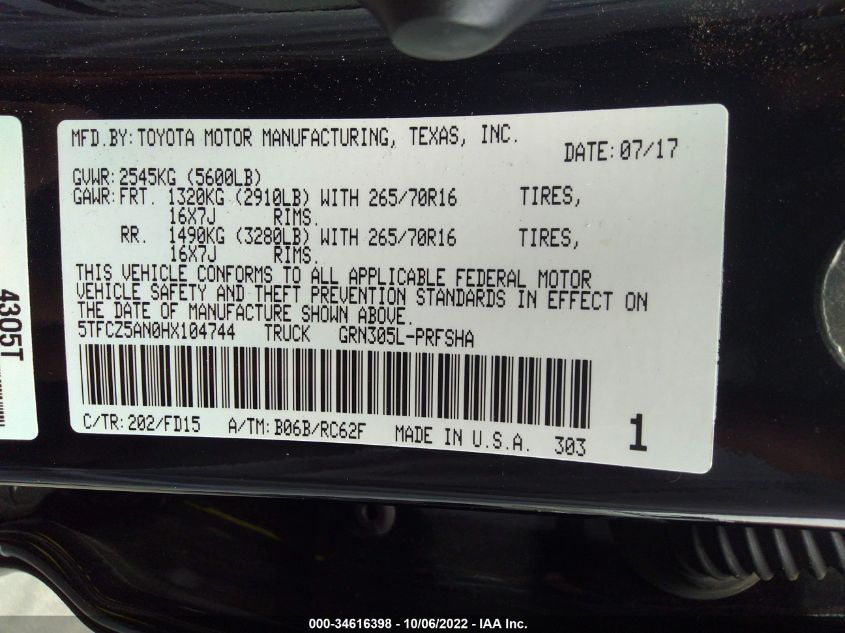 MFD.BY:TOYOTA MOTOR MANUFACTURING, TEXAS, INC.
DATE:07/17
GVWR:2545KG (5600LB)
GAWR:FRT. 1320KG (2910LB) WITH 265/70R16 TIRES,
16X7J RIMS.
RR. 1490KG (3280LB) WITH 265/70R16 TIRES,
16X7J RIMS.
THIS VEHICLE CONFORMS TO ALL APPLICABLE FEDERAL MOTOR
VEHICLE SAFETY AND THEFT PREVENTION STANDARDS IN EFFECT ON
THE DATE OF MANUFACTURE SHOWN ABOVE.
5TFCZ5AN0HX104744 TRUCK GRN305L-PRFSHA
C/TR:202/FD15 A/TM:B06B/RC62F MADE IN U.S.A. 303
1
4305T
000-34616398 - 10/06/2022 - IAA Inc.